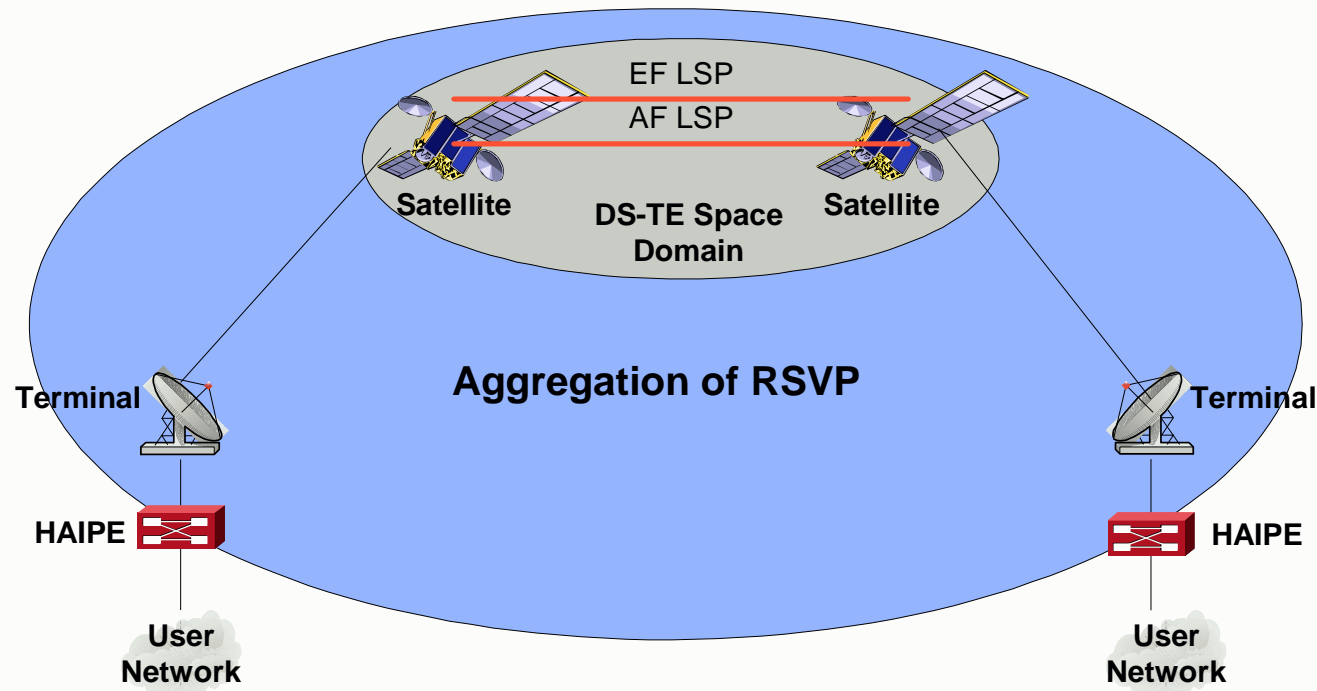 EF LSP
AF LSP
Satellite
Satellite
DS-TE Space
Domain
Aggregation of RSVP
Terminal
Terminal
HAIPE
HAIPE
User
Network
User
Network